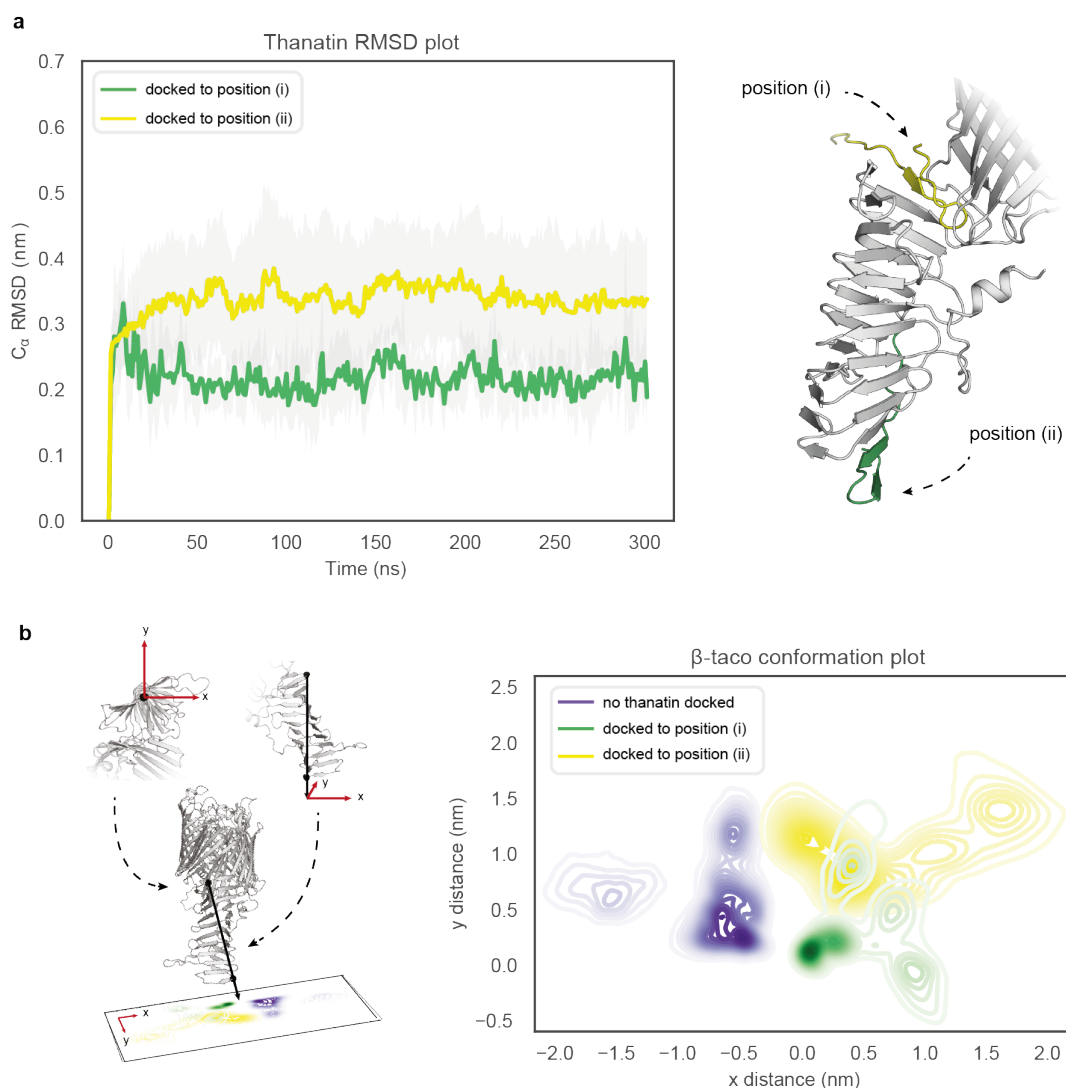 a
Thanatin RMSD plot
0.7
0.6
0.5
0.4
0.3
0.2
0.1
0.0
Cα RMSD (nm)
docked to position (i)
docked to position (ii)
0 50 100 150 200 250 300
Time (ns)
position (i)
position (ii)
b
y
x
y
x
x
y
β-taco conformation plot
2.5
2.0
1.5
1.0
0.5
0.0
−0.5
y distance (nm)
no thanatin docked
docked to position (i)
docked to position (ii)
−2.0 −1.5 −1.0 −0.5 0.0 0.5 1.0 1.5 2.0
x distance (nm)